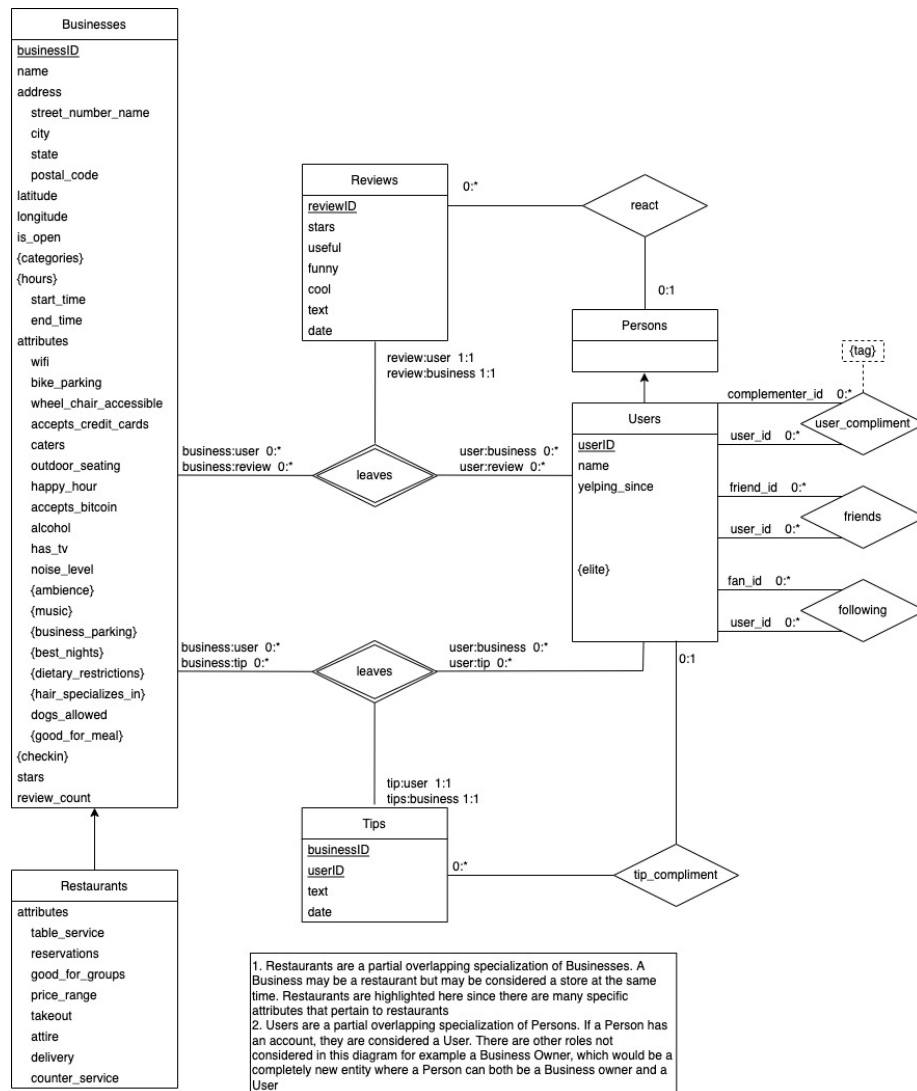 Businesses
businessID
name
address
street_number_name
city
state
postal_code
latitude
longitude
is_open
{categories}
{hours}
start_time
end_time
attributes
wifi
bike_parking
wheel_chair_accessible
accepts_credit_cards
caters
outdoor_seating
happy_hour
accepts_bitcoin
alcohol
has_tv
noise_level
{ambience}
{music}
{business_parking}
{best_nights}
{dietary_restrictions}
{hair_specializes_in}
dogs_allowed
{good_for_meal}
{checkin}
stars
review_count
Restaurants
attributes
table_service
reservations
good_for_groups
price_range
takeout
attire
delivery
counter_service
Reviews
reviewID
stars
useful
funny
cool
text
date
0:*
react
0:1
Persons
review:user 1:1
review:business 1:1
business:user 0:*
business:review 0:*
leaves
user:business 0:*
user:review 0:*
Users
userID
name
yelping_since
{elite}
{tag}
complementer_id 0:*
user_compliment
user_id 0:*
friend_id 0:*
friends
user_id 0:*
fan_id 0:*
following
user_id 0:*
business:user 0:*
business:tip 0:*
leaves
user:business 0:*
user:tip 0:*
0:1
tip:user 1:1
tips:business 1:1
Tips
businessID
userID
text
date
0:*
tip_compliment
1. Restaurants are a partial overlapping specialization of Businesses. A
Business may be a restaurant but may be considered a store at the same
time. Restaurants are highlighted here since there are many specific
attributes that pertain to restaurants
2. Users are a partial overlapping specialization of Persons. If a Person has
an account, they are considered a User. There are other roles not
considered in this diagram for example a Business Owner, which would be a
completely new entity where a Person can both be a Business owner and a
User